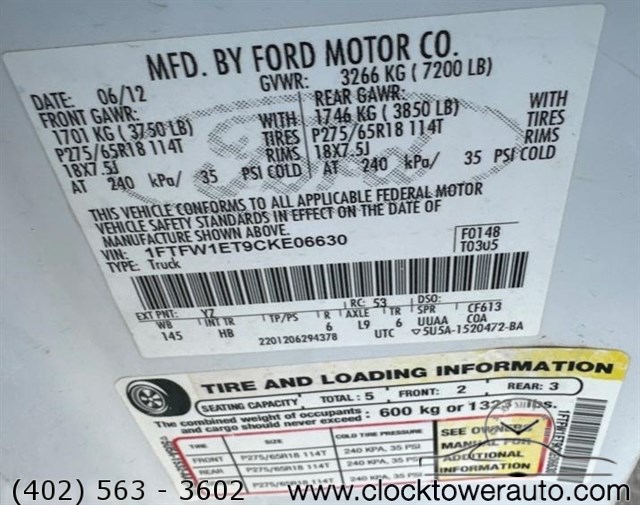 MFD. BY FORD MOTOR CO.
DATE: 06/12 GVWR: 3266 KG ( 7200 LB)
FRONT GAWR: REAR GAWR:
1701 KG ( 3750 LB) WITH 1746 KG ( 3850 LB) WITH
P275/65R18 114T TIRES P275/65R18 114T TIRES
18X7.5J RIMS 18X7.5J RIMS
AT 240 kPa/ 35 PSI COLD AT 240 kPa/ 35 PSI COLD
Ford
THIS VEHICLE CONFORMS TO ALL APPLICABLE FEDERAL MOTOR
VEHICLE SAFETY STANDARDS IN EFFECT ON THE DATE OF
MANUFACTURE SHOWN ABOVE.
VIN: 1FTFW1ET9CKE06630 F0148
TYPE: Truck T03U5
EXT PNT: YZ RC: 53 DSO:
WB INT TR TP/PS R AXLE TR SPR CF613
145 HB 6 L9 6 UUAA COA
2201206294378 UTC ▽5U5A-1520472-BA
TIRE AND LOADING INFORMATION
SEATING CAPACITY TOTAL: 5 FRONT: 2 REAR: 3
The combined weight of occupants
and cargo should never exceed : 600 kg or 1323 lbs.
TIRE SIZE COLD TIRE PRESSURE SEE OWNER
FRONT P275/65R18 114T 240 KPA, 35 PSI MANUAL FOR
REAR P275/65R18 114T 240 KPA, 35 PSI ADDITIONAL
INFORMATION
(402) 563 - 3602 www.clocktowerauto.com